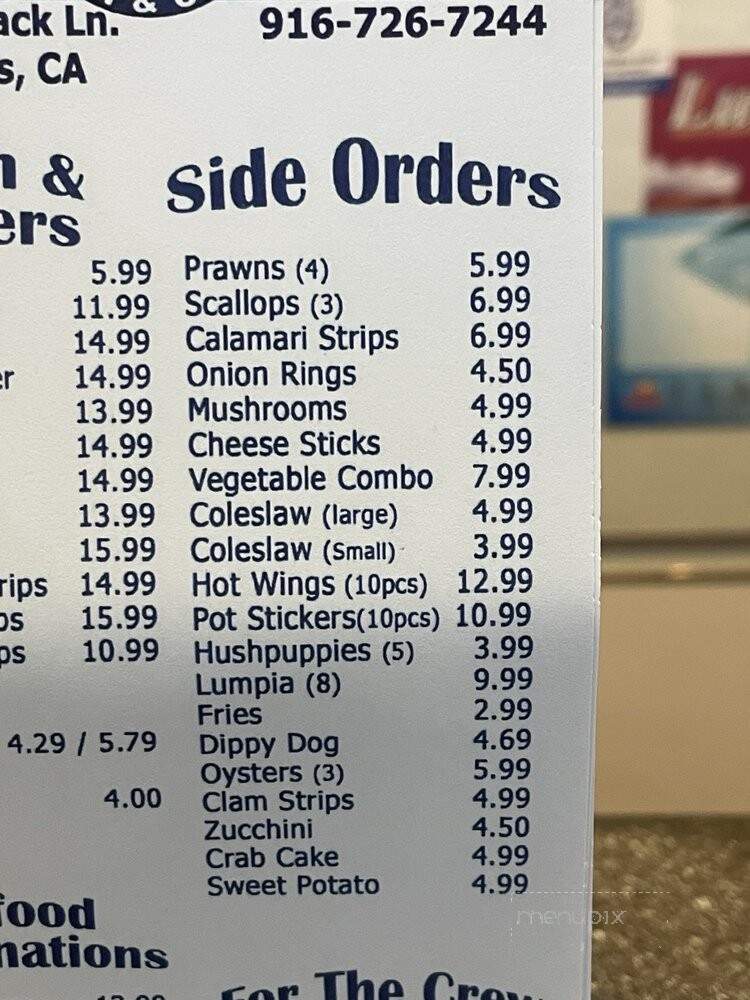 &
ack Ln.
916-726-7244
s, CA
&
ers
5.99
11.99
14.99
er 14.99
13.99
14.99
14.99
13.99
15.99
rips 14.99
ps 15.99
ps 10.99
4.29 / 5.79
4.00
food
nations
Side Orders
Prawns (4) 5.99
Scallops (3) 6.99
Calamari Strips 6.99
Onion Rings 4.50
Mushrooms 4.99
Cheese Sticks 4.99
Vegetable Combo 7.99
Coleslaw (large) 4.99
Coleslaw (Small) 3.99
Hot Wings (10pcs) 12.99
Pot Stickers(10pcs) 10.99
Hushpuppies (5) 3.99
Lumpia (8) 9.99
Fries 2.99
Dippy Dog 4.69
Oysters (3) 5.99
Clam Strips 4.99
Zucchini 4.50
Crab Cake 4.99
Sweet Potato 4.99
For The Crow
menupix